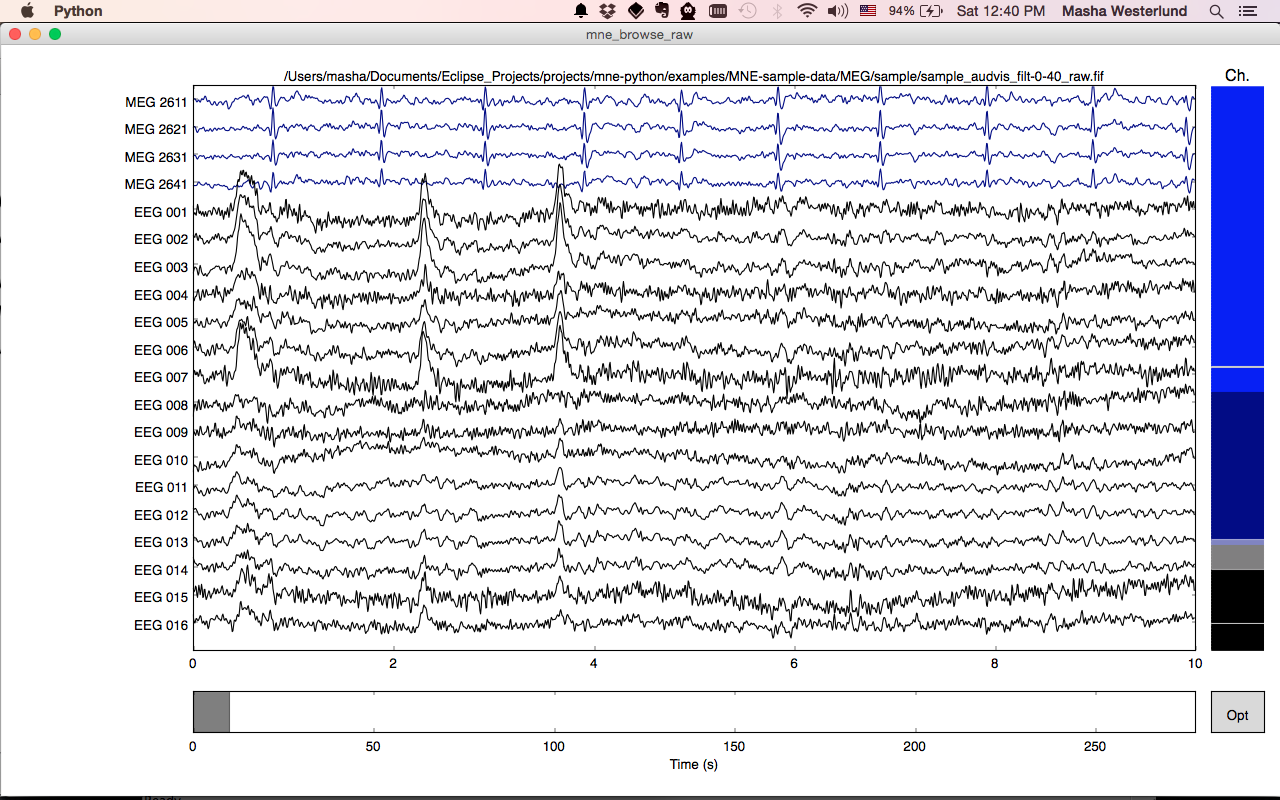 Python 94% Sat 12:40 PM Masha Westerlund
mne_browse_raw
/Users/masha/Documents/Eclipse_Projects/projects/mne-python/examples/MNE-sample-data/MEG/sample/sample_audvis_filt-0-40_raw.fif
Ch.
MEG 2611
MEG 2621
MEG 2631
MEG 2641
EEG 001
EEG 002
EEG 003
EEG 004
EEG 005
EEG 006
EEG 007
EEG 008
EEG 009
EEG 010
EEG 011
EEG 012
EEG 013
EEG 014
EEG 015
EEG 016
0 2 4 6 8 10
Opt
0 50 100 150 200 250
Time (s)